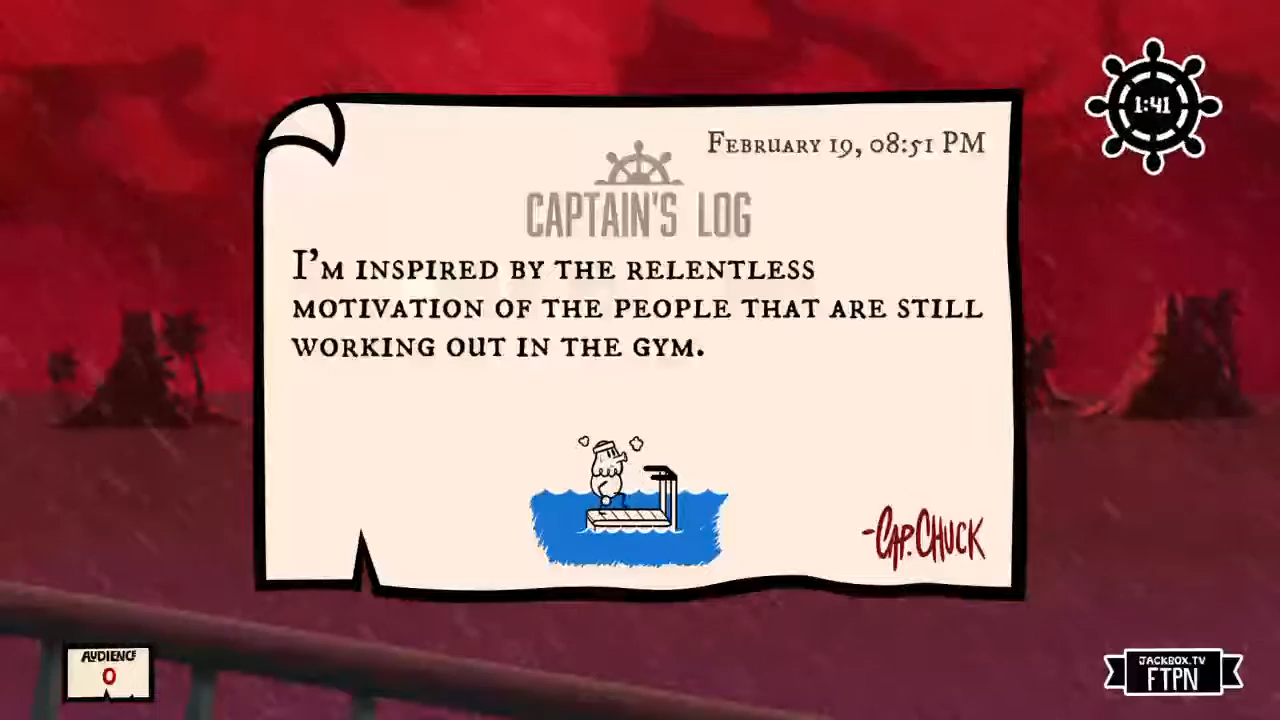 1:41
February 19, 08:51 PM
CAPTAIN'S LOG
I'm inspired by the relentless
motivation of the people that are still
working out in the gym.
-CAP. CHUCK
AUDIENCE
0
JACKBOX.TV
FTPN